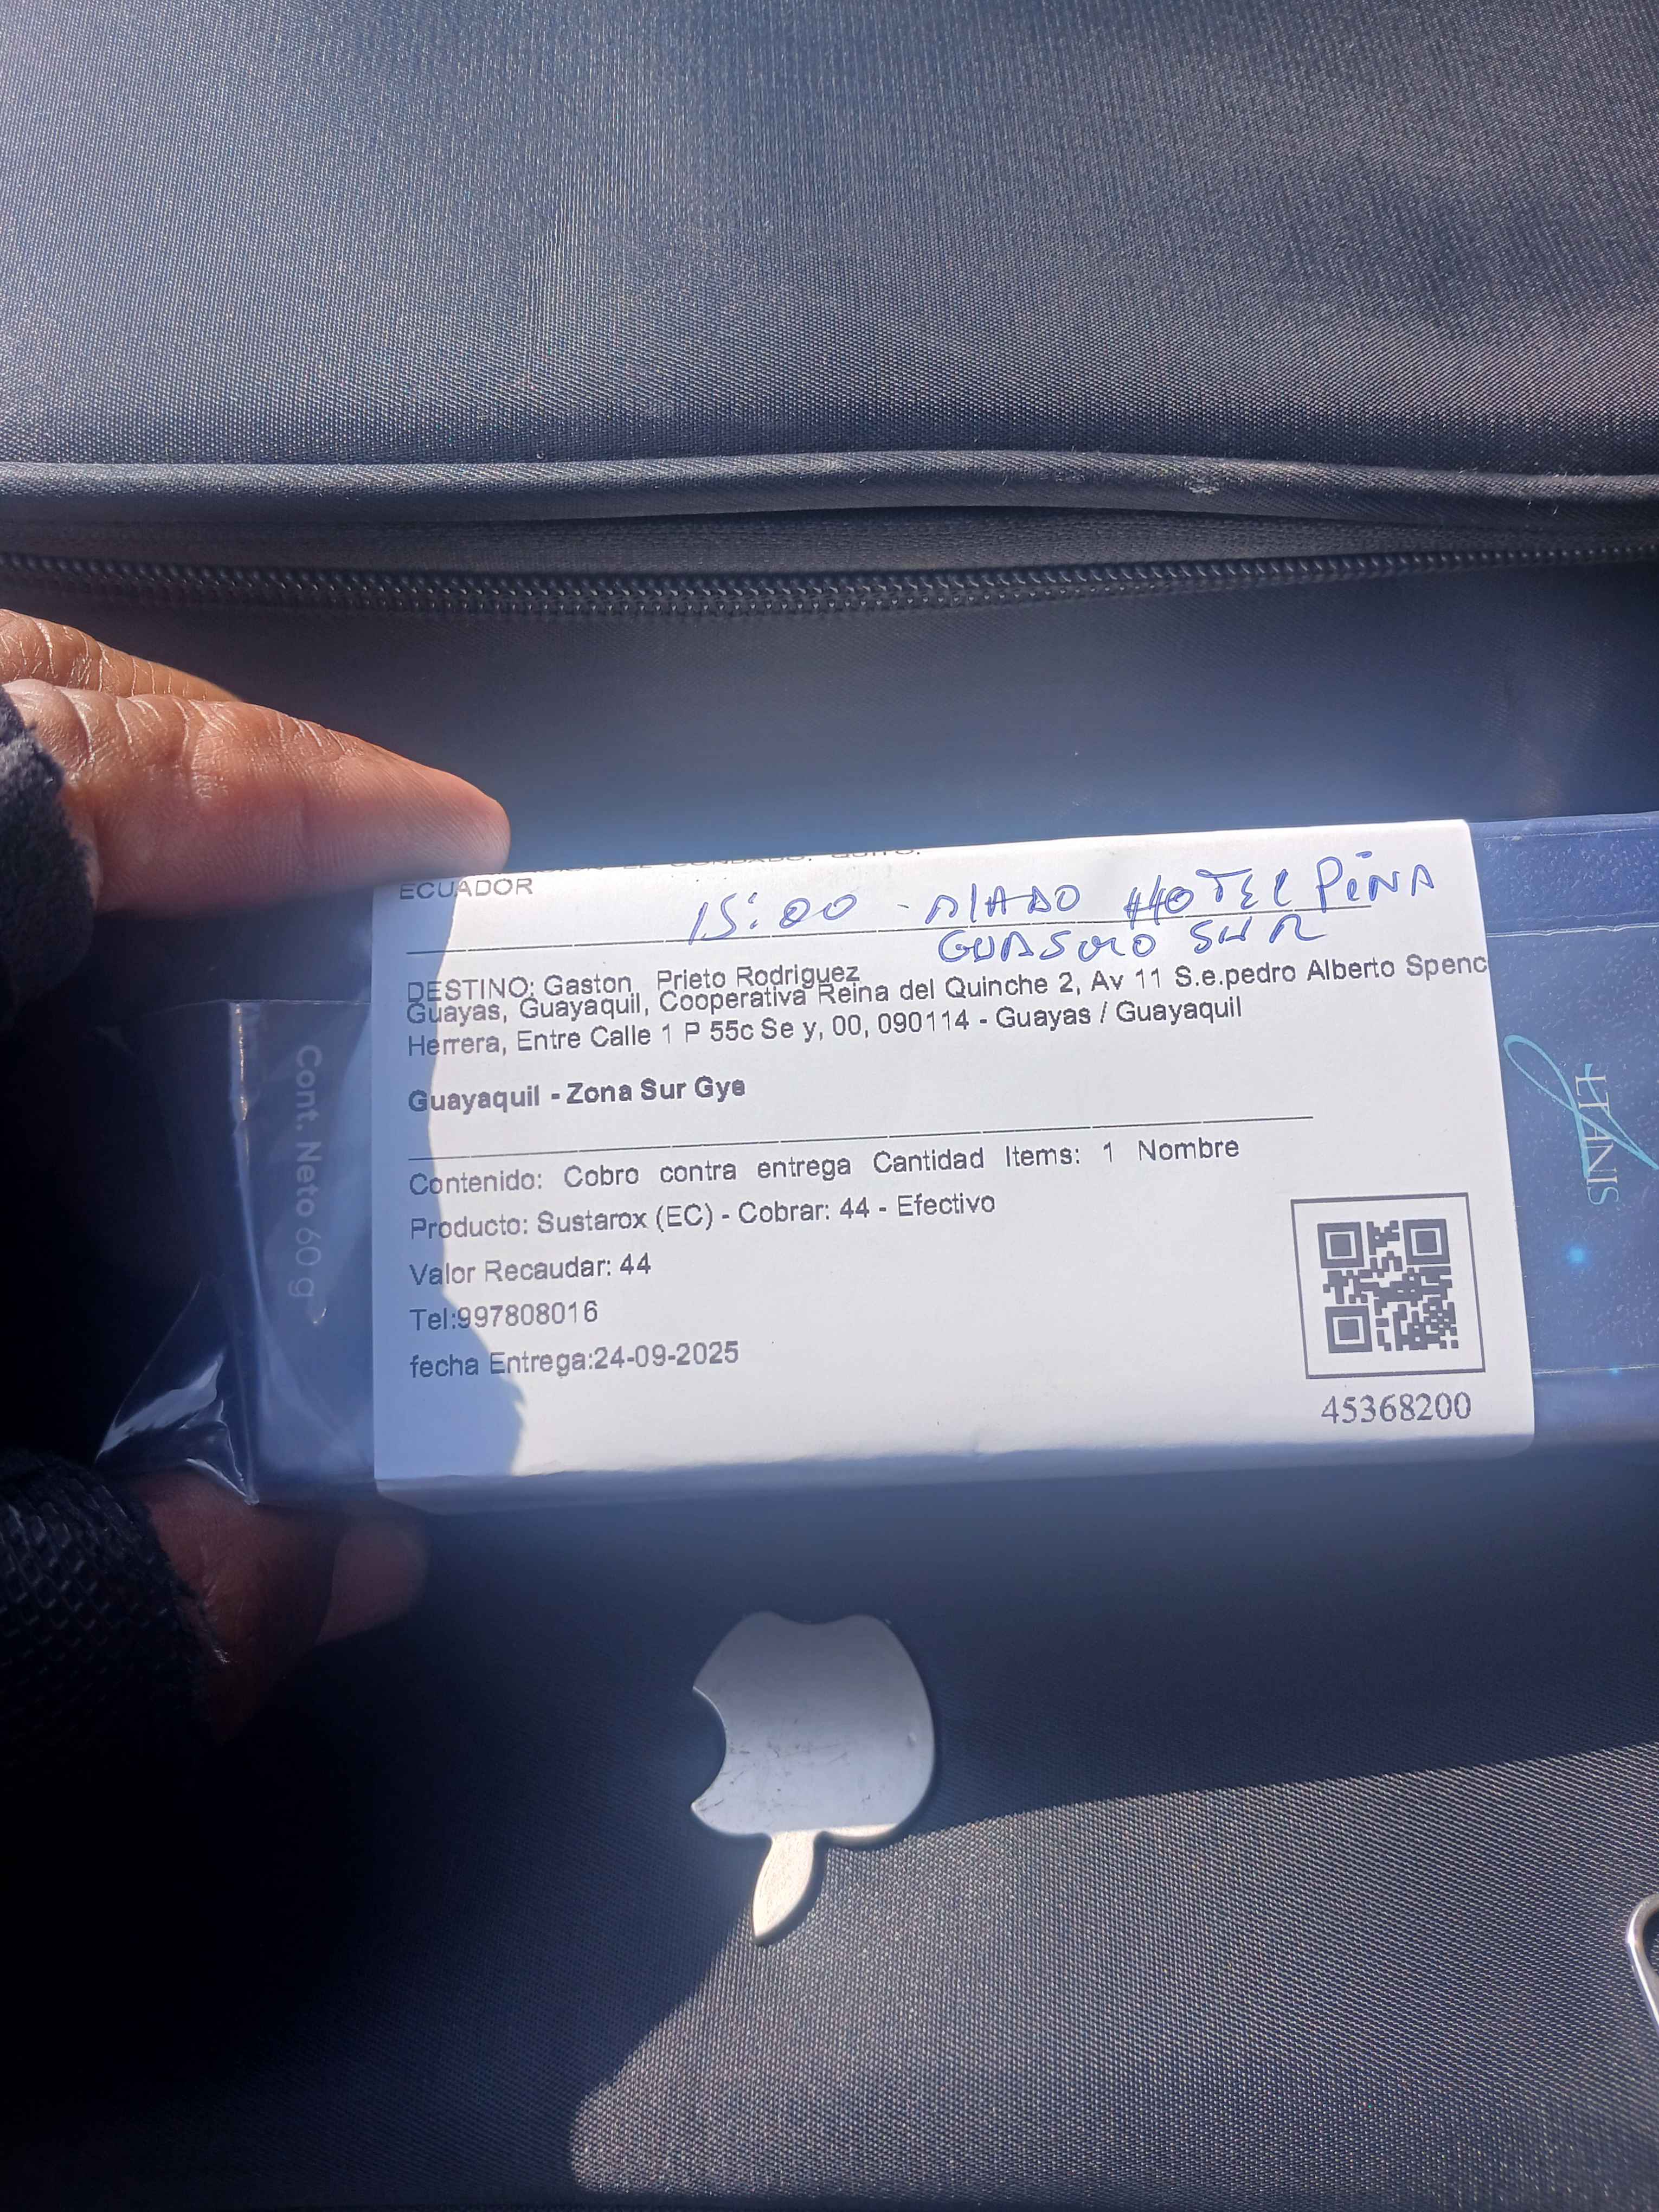 ECUADOR
15:00 - A/LADO HOTEL PIÑA
GUASMO SUR
DESTINO: Gaston Prieto Rodriguez
Guayas, Guayaquil, Cooperativa Reina del Quinche 2, Av 11 S.e.pedro Alberto Spenc
Herrera, Entre Calle 1 P 55c Se y, 00, 090114 - Guayas / Guayaquil
Guayaquil - Zona Sur Gye
Contenido: Cobro contra entrega Cantidad Items: 1 Nombre
Producto: Sustarox (EC) - Cobrar: 44 - Efectivo
Valor Recaudar: 44
Tel:997808016
fecha Entrega:24-09-2025
45368200
Cont. Neto 60 g